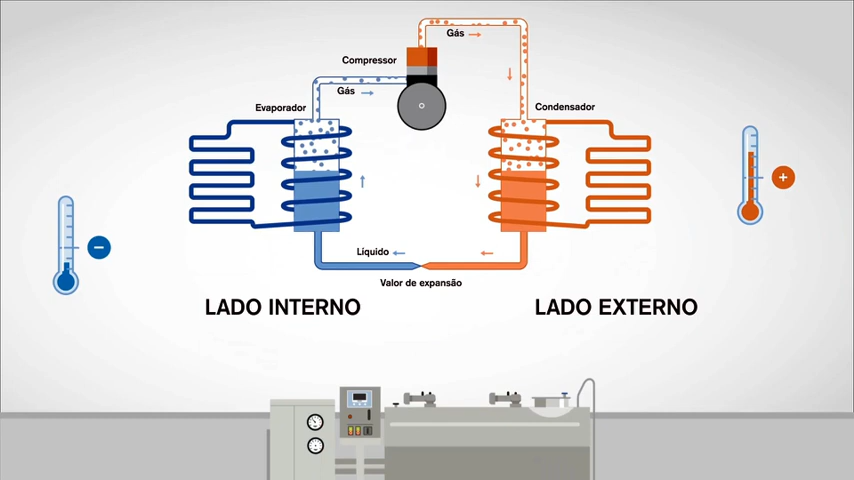 Gás
Compressor
Gás
Evaporador
Condensador
Líquido
Valor de expansão
LADO INTERNO
LADO EXTERNO